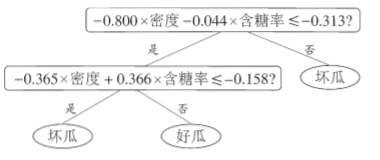 -0.800×密度-0.044×含糖率≤-0.313?
是
否
-0.365×密度+0.366×含糖率≤-0.158?
坏瓜
是
否
坏瓜
好瓜